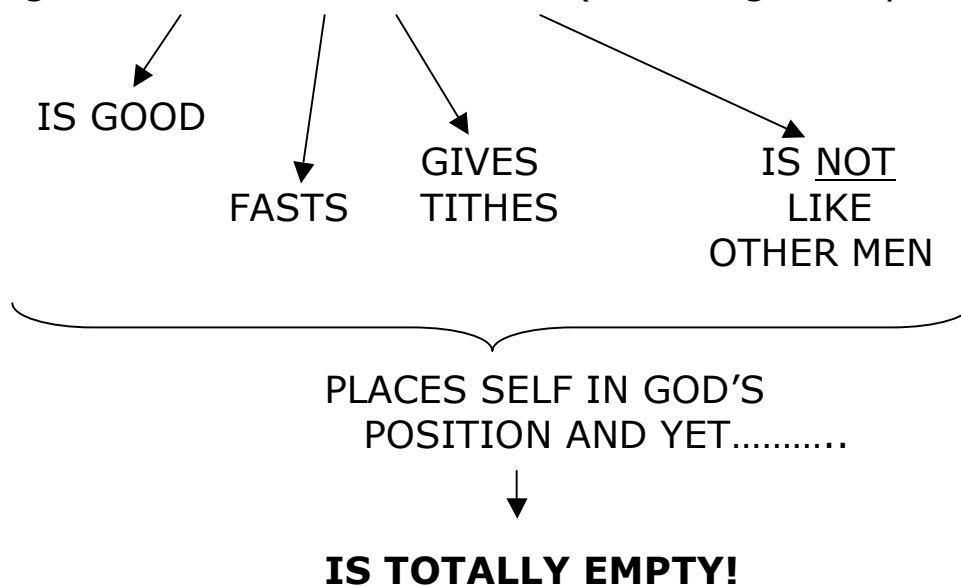 IS GOOD
FASTS
GIVES
TITHES
IS NOT
LIKE
OTHER MEN
PLACES SELF IN GOD’S
POSITION AND YET………..
IS TOTALLY EMPTY!